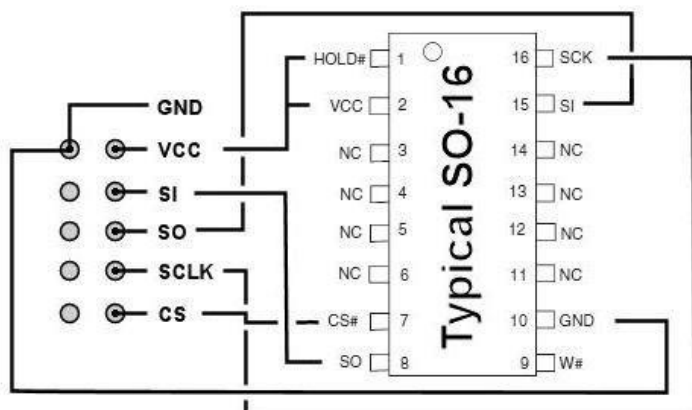 GND
VCC
SI
SO
SCLK
CS
HOLD# 1
VCC 2
NC 3
NC 4
NC 5
NC 6
CS# 7
SO 8
Typical SO-16
16 SCK
15 SI
14 NC
13 NC
12 NC
11 NC
10 GND
9 W#